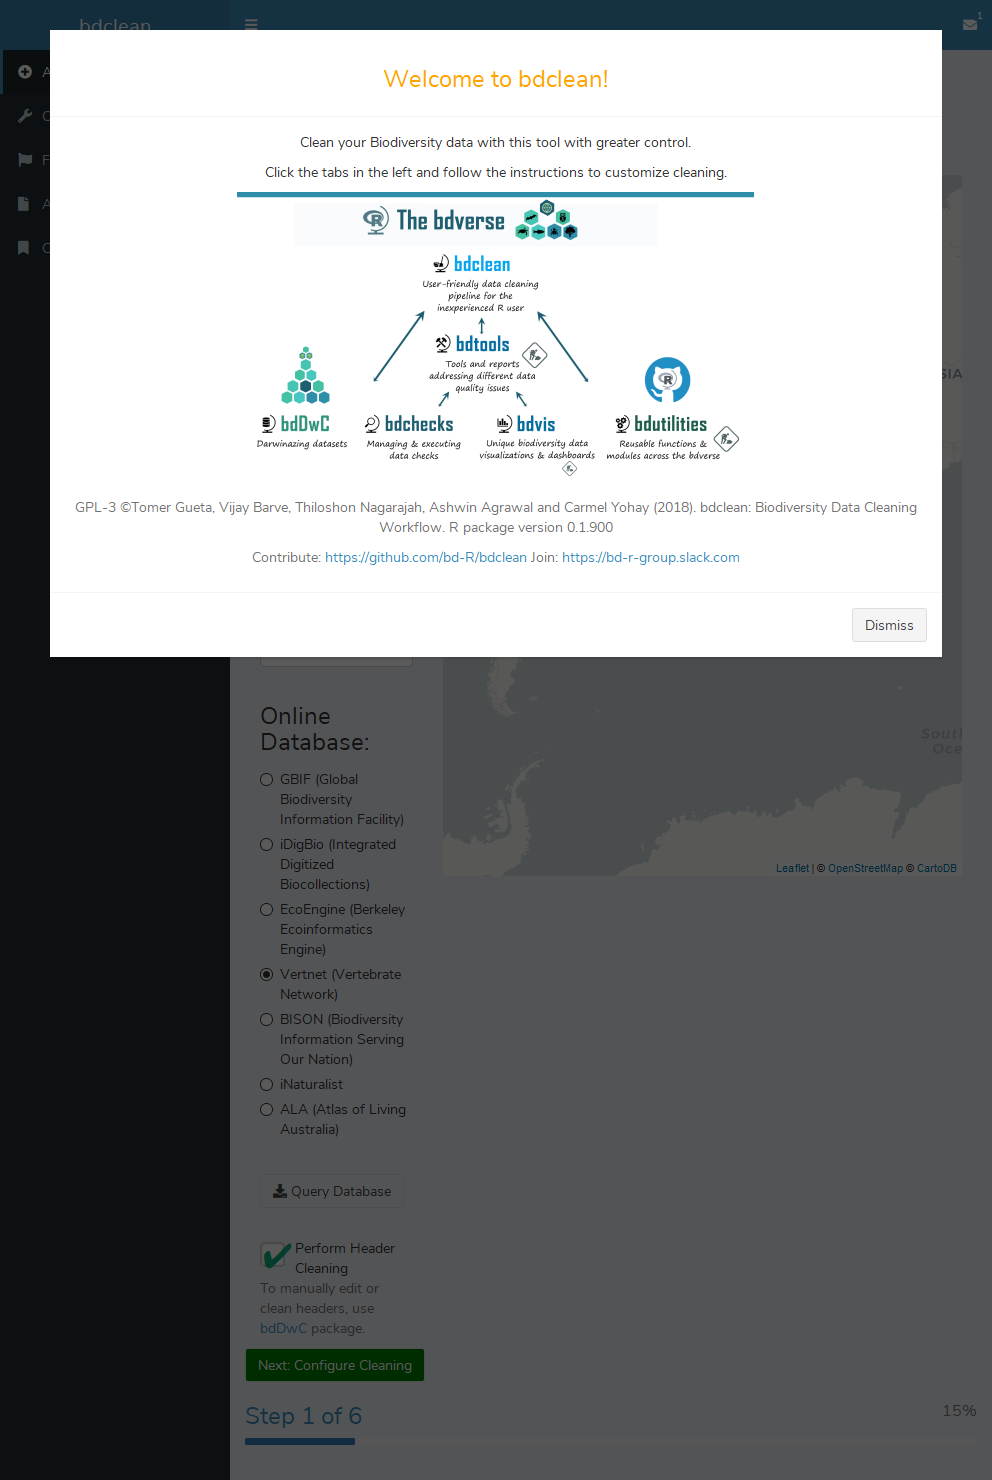 bdclean
1
Welcome to bdclean!
Clean your Biodiversity data with this tool with greater control.
Click the tabs in the left and follow the instructions to customize cleaning.
R The bdverse
bdclean
User-friendly data cleaning
pipeline for the
inexperienced R user
bdtools
Tools and reports
addressing different data
quality issues
R
bdDwC
Darwinazing datasets
bdchecks
Managing & executing
data checks
bdvis
Unique biodiversity data
visualizations & dashboards
bdutilities
Reusable functions &
modules across the bdverse
GPL-3 ©Tomer Gueta, Vijay Barve, Thiloshon Nagarajah, Ashwin Agrawal and Carmel Yohay (2018). bdclean: Biodiversity Data Cleaning
Workflow. R package version 0.1.900
Contribute: https://github.com/bd-R/bdclean Join: https://bd-r-group.slack.com
Dismiss
Online
Database:
GBIF (Global
Biodiversity
Information Facility)
iDigBio (Integrated
Digitized
Biocollections)
EcoEngine (Berkeley
Ecoinformatics
Engine)
Vertnet (Vertebrate
Network)
BISON (Biodiversity
Information Serving
Our Nation)
iNaturalist
ALA (Atlas of Living
Australia)
Query Database
Perform Header
Cleaning
To manually edit or
clean headers, use
bdDwC package.
Next: Configure Cleaning
Step 1 of 6
15%
Leaflet | © OpenStreetMap © CartoDB